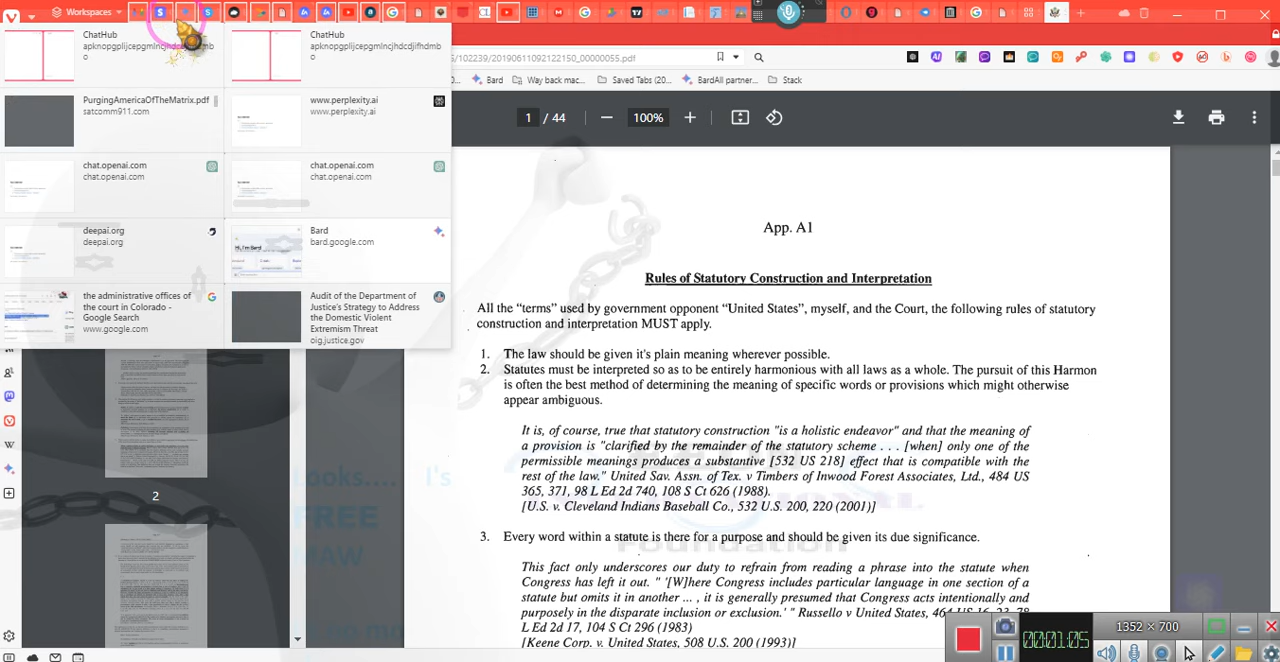 Workspaces
ChatHub
apknopgplijcepgmlncjhdcdjifhdmb
o
ChatHub
apknopgplijcepgmlncjhdcdjifhdmb
o
PurgingAmericaOfTheMatrix.pdf
satcomm911.com
www.perplexity.ai
www.perplexity.ai
chat.openai.com
chat.openai.com
chat.openai.com
chat.openai.com
deepai.org
deepai.org
Bard
bard.google.com
the administrative offices of
the court in Colorado -
Google Search
www.google.com
Audit of the Department of
Justice's Strategy to Address
the Domestic Violent
Extremism Threat
oig.justice.gov
5/102239/20190611092122150_00000055.pdf
Bard
Way back mac...
Saved Tabs (20...
BardAll partner...
Stack
1 / 44
100%
App. A1
Rules of Statutory Construction and Interpretation
All the "terms" used by government opponent "United States", myself, and the Court, the following rules of statutory
construction and interpretation MUST apply.
1. The law should be given it's plain meaning wherever possible.
2. Statutes must be interpreted so as to be entirely harmonious with all laws as a whole. The pursuit of this Harmon
is often the best method of determining the meaning of specific words or provisions which might otherwise
appear ambiguous.
It is, of course, true that statutory construction "is a holistic endeavor" and that the meaning of
a provision is "clarified by the remainder of the statutory scheme . . . [when] only one of the
permissible meanings produces a substantive [532 US 218] effect that is compatible with the
rest of the law." United Sav. Assn. of Tex. v Timbers of Inwood Forest Associates, Ltd., 484 US
365, 371, 98 L Ed 2d 740, 108 S Ct 626 (1988).
[U.S. v. Cleveland Indians Baseball Co., 532 U.S. 200, 220 (2001)]
3. Every word within a statute is there for a purpose and should be given its due significance.
This fact only underscores our duty to refrain from reading a phrase into the statute when
Congress has left it out. " '[W]here Congress includes particular language in one section of a
statute but omits it in another ..., it is generally presumed that Congress acts intentionally and
purposely in the disparate inclusion or exclusion.' " Russello v United States, 464 US 16, 23, 78
L Ed 2d 17, 104 S Ct 296 (1983)
[Keene Corp. v. United States, 508 U.S. 200 (1993)]
2
Looks.... I's
FREE
MAW
00:01:05
1352 × 700